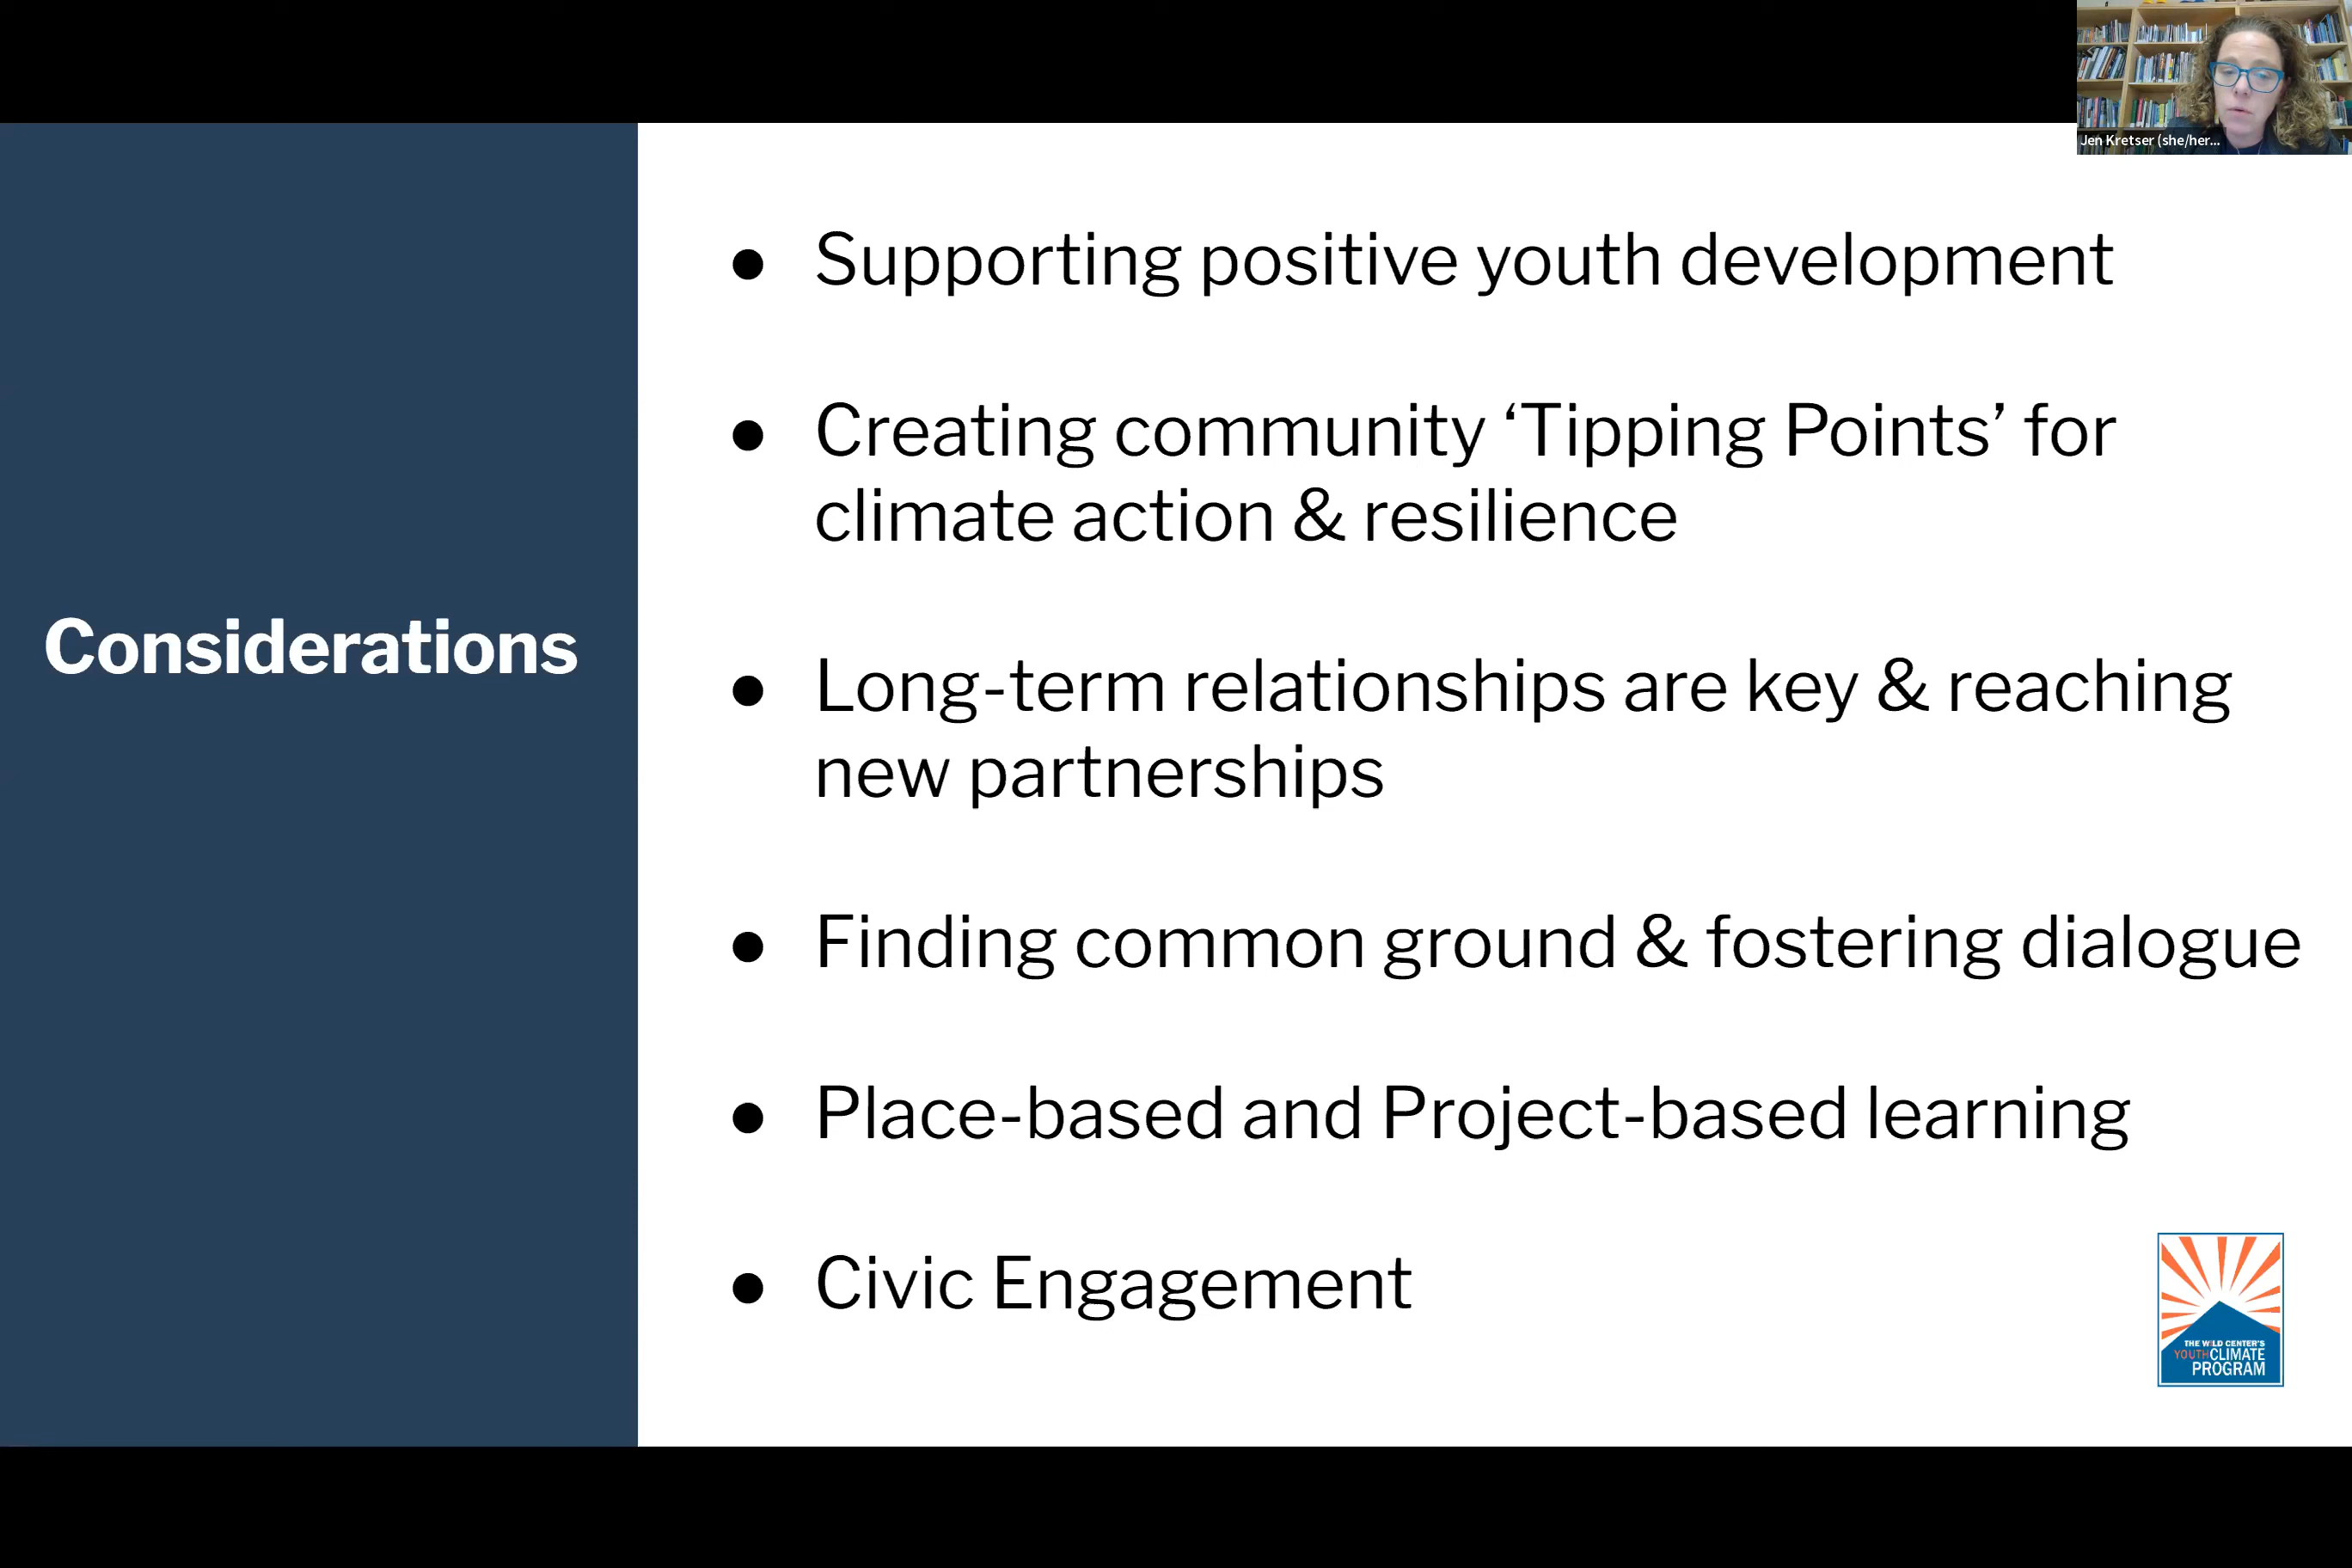 Jen Kretser (she/her...
Considerations
● Supporting positive youth development
● Creating community ‘Tipping Points’ for
climate action & resilience
● Long-term relationships are key & reaching
new partnerships
● Finding common ground & fostering dialogue
● Place-based and Project-based learning
● Civic Engagement
THE WILD CENTER'S
YOUTHCLIMATE
PROGRAM